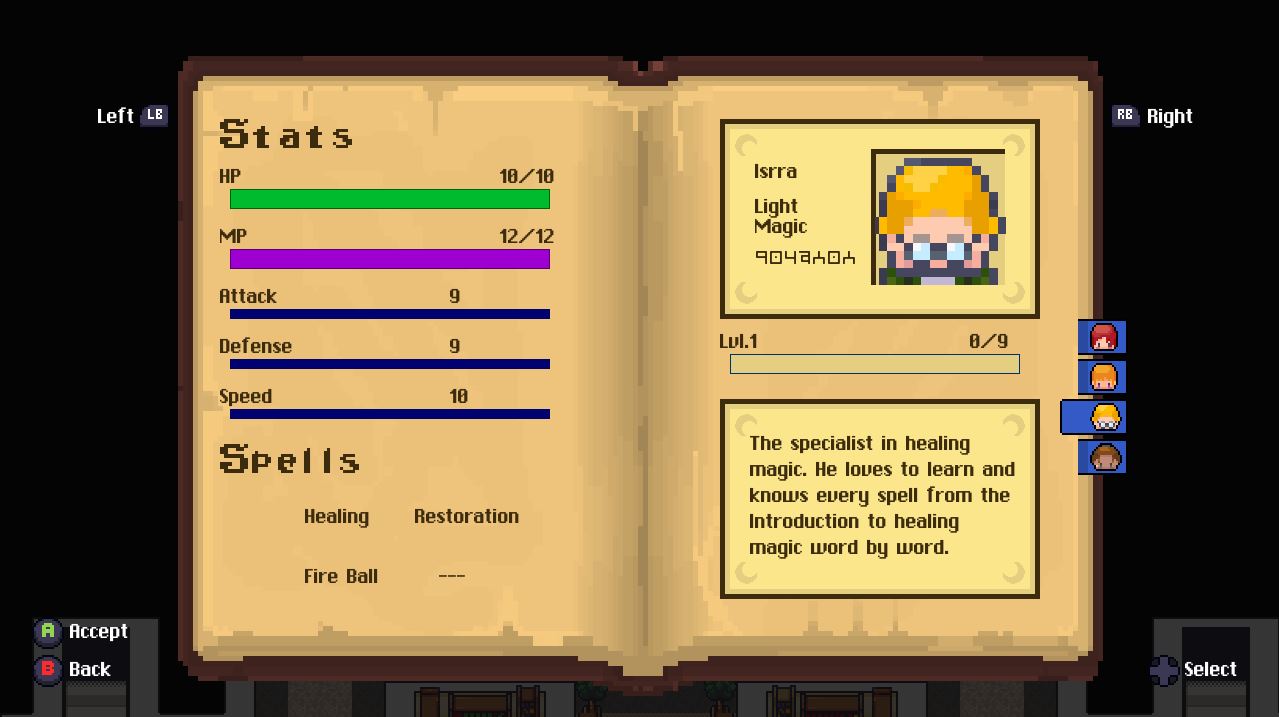 Left LB
RB Right
Stats
HP 10/10
MP 12/12
Attack 9
Defense 9
Speed 10
Spells
Healing Restoration
Fire Ball ---
Isrra
Light
Magic
Lvl.1 0/9
The specialist in healing
magic. He loves to learn and
knows every spell from the
Introduction to healing
magic word by word.
A Accept
B Back
Select